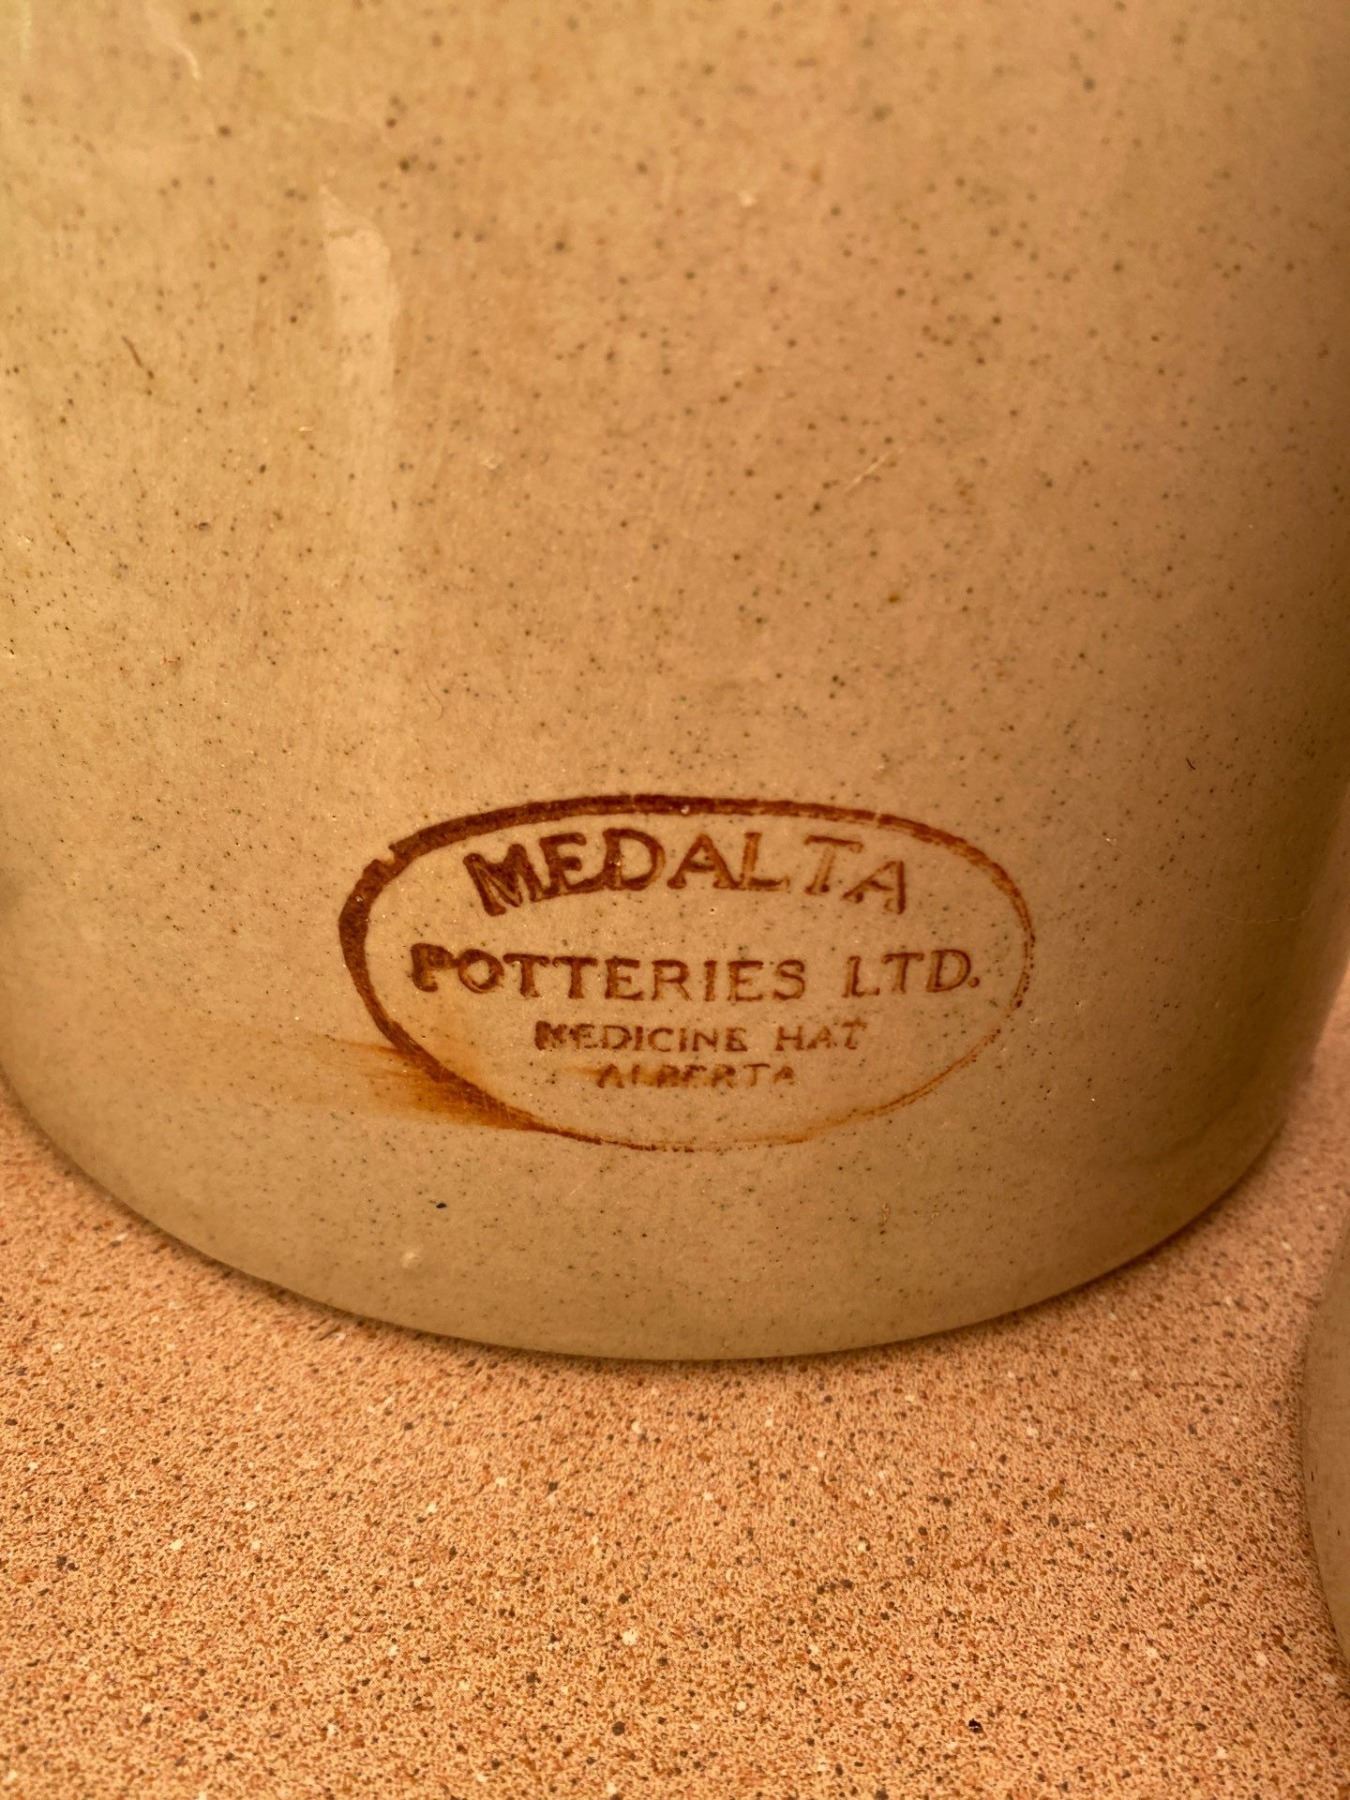 MEDALTA
POTTERIES LTD.
MEDICINE HAT
ALBERTA